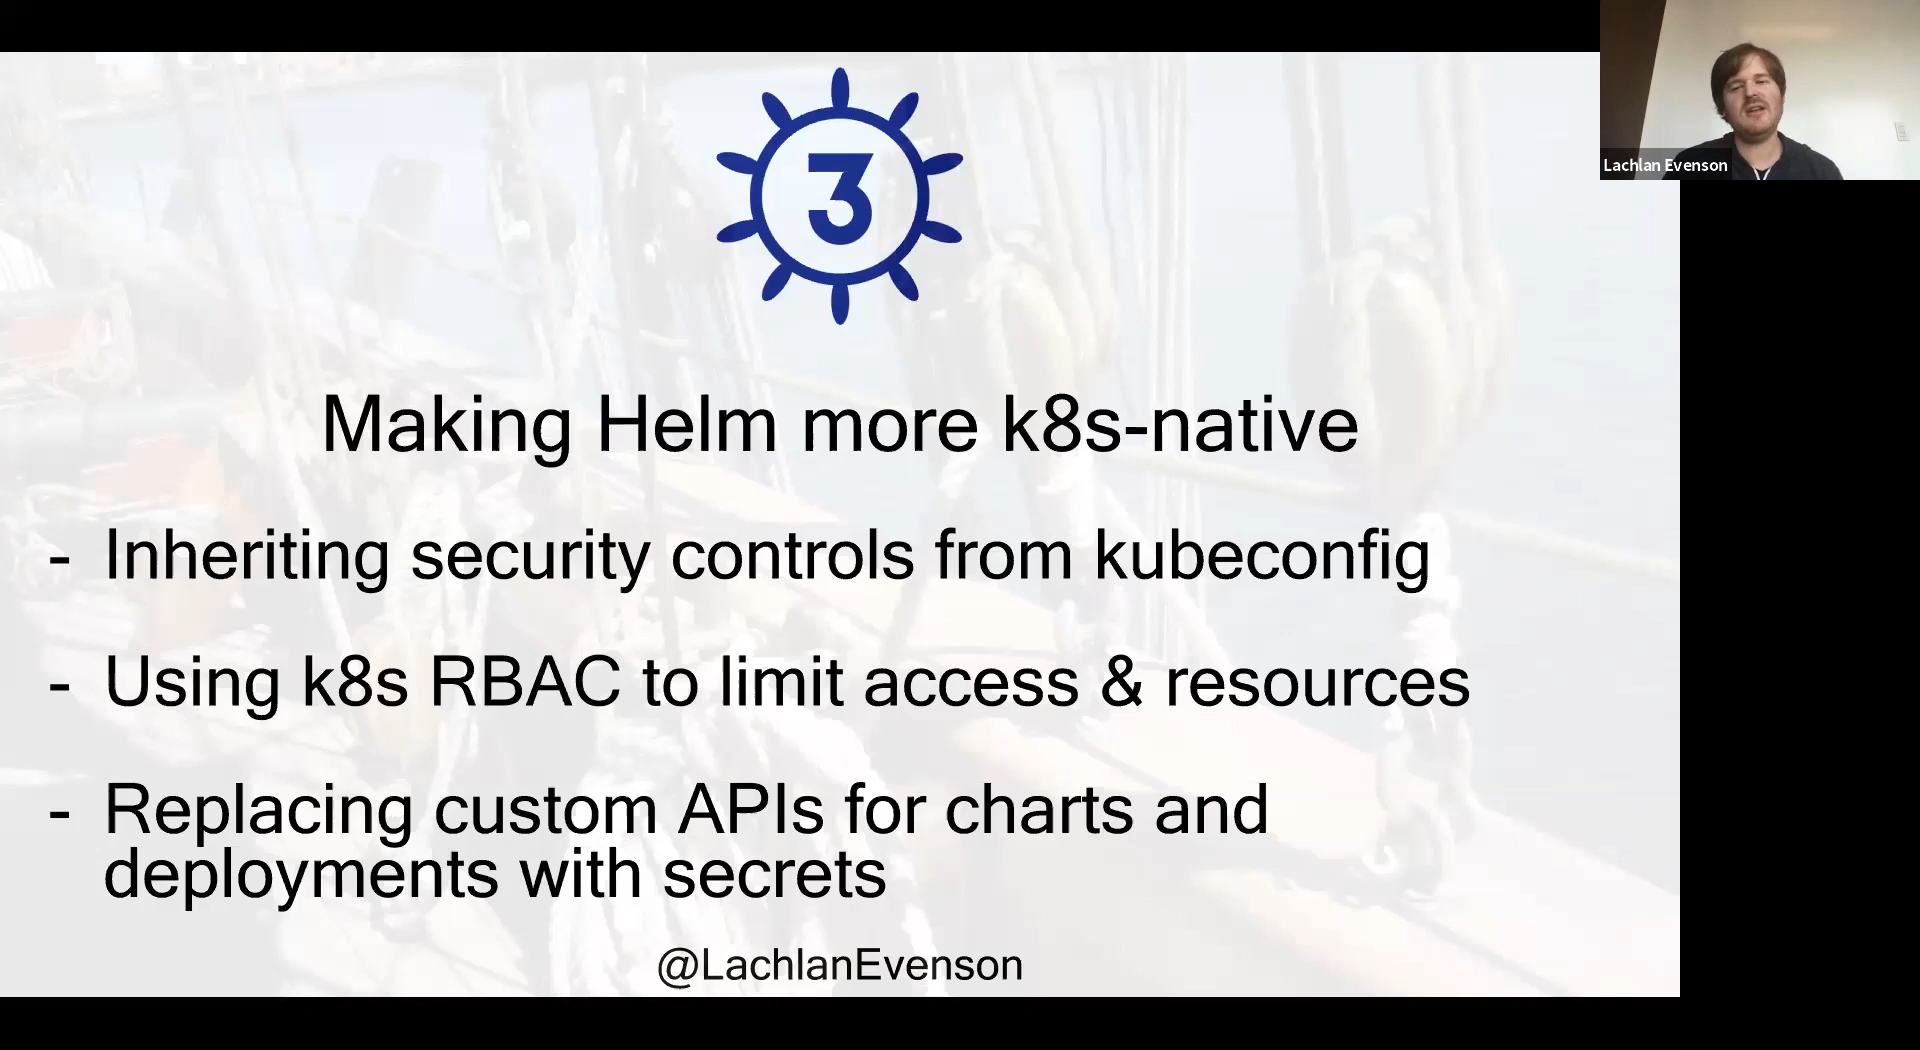 Lachlan Evenson
3
Making Helm more k8s-native
- Inheriting security controls from kubeconfig
- Using k8s RBAC to limit access & resources
- Replacing custom APIs for charts and
deployments with secrets
@LachlanEvenson